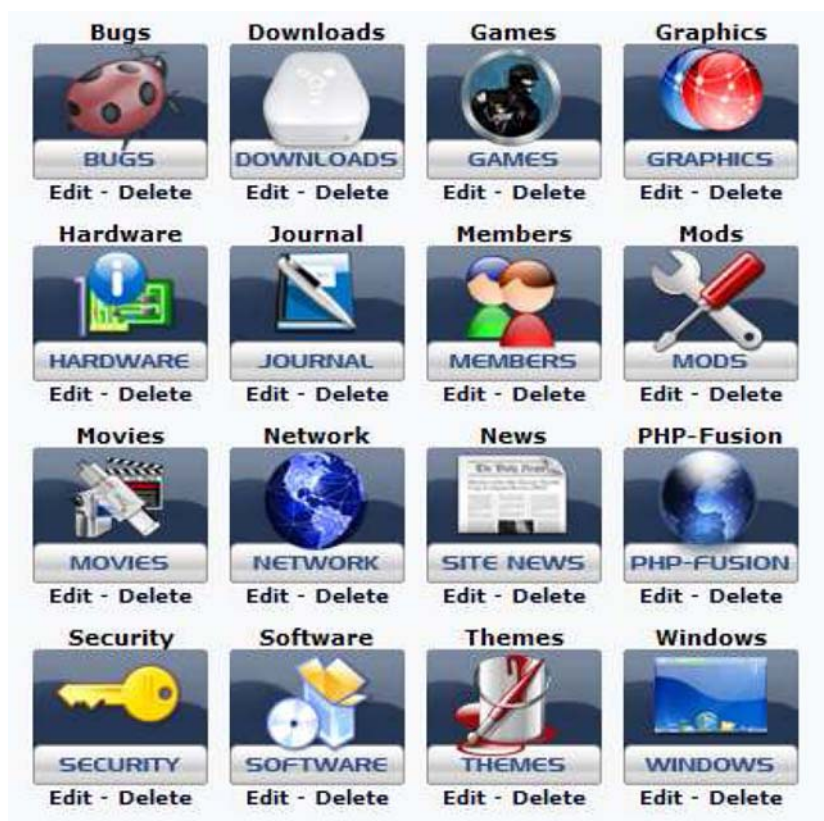 Bugs Downloads Games Graphics
BUGS DOWNLOADS GAMES GRAPHICS
Edit - Delete Edit - Delete Edit - Delete Edit - Delete
Hardware Journal Members Mods
HARDWARE JOURNAL MEMBERS MODS
Edit - Delete Edit - Delete Edit - Delete Edit - Delete
Movies Network News PHP-Fusion
The Daily News
MOVIES NETWORK SITE NEWS PHP-FUSION
Edit - Delete Edit - Delete Edit - Delete Edit - Delete
Security Software Themes Windows
SECURITY SOFTWARE THEMES WINDOWS
Edit - Delete Edit - Delete Edit - Delete Edit - Delete